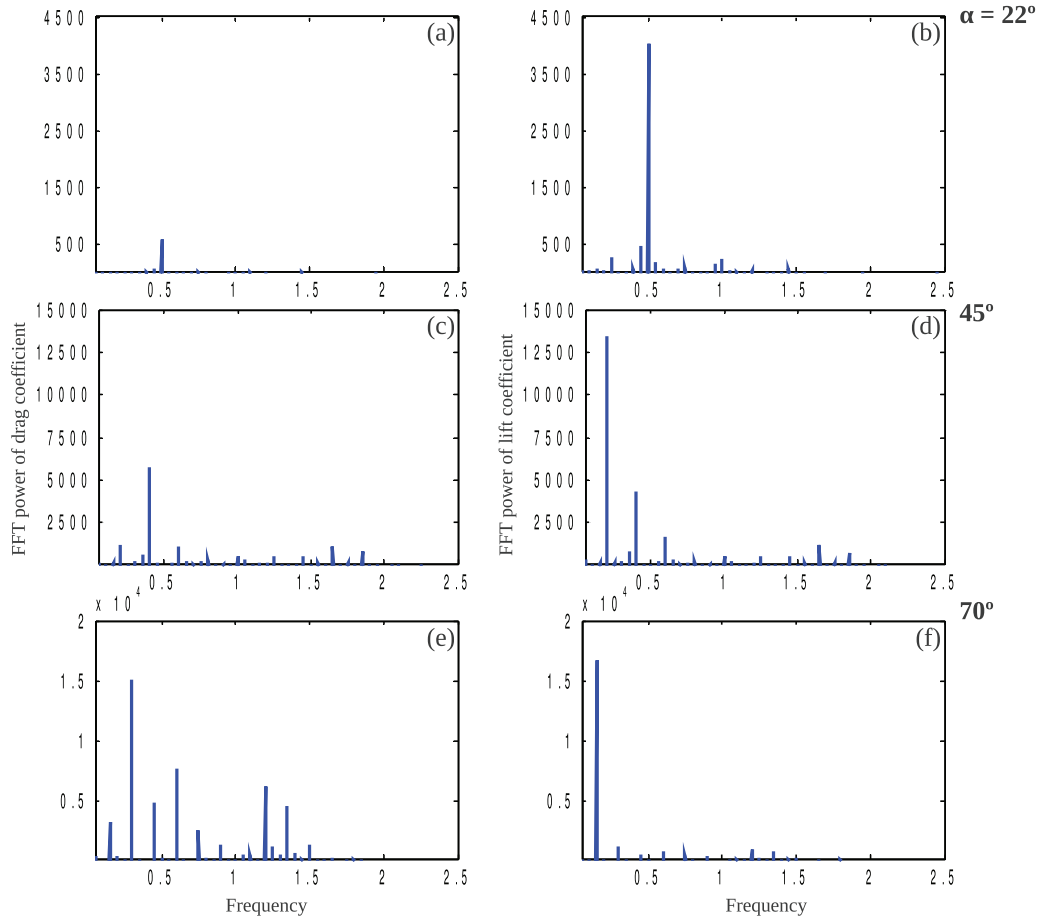 4500 (a) 4500 (b) α = 22º
3500 3500
2500 2500
1500 1500
500 500
0.5 1 1.5 2 2.5 0.5 1 1.5 2 2.5
15000 (c) 15000 (d) 45º
12500 12500
10000 10000
7500 7500
5000 5000
2500 2500
FFT power of drag coefficient
FFT power of lift coefficient
0.5 1 1.5 2 2.5 0.5 1 1.5 2 2.5
x 10⁴ x 10⁴ 70º
2 (e) 2 (f)
1.5 1.5
1 1
0.5 0.5
0.5 1 1.5 2 2.5 0.5 1 1.5 2 2.5
Frequency Frequency